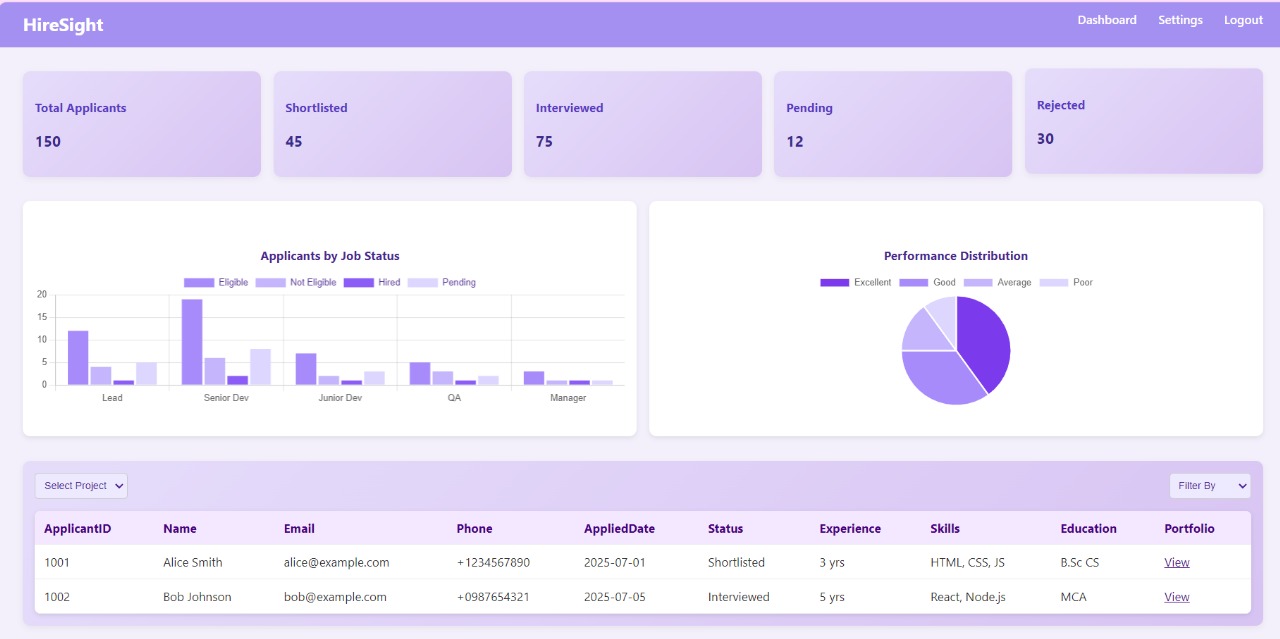 HireSight Dashboard Settings Logout
Total Applicants Shortlisted Interviewed Pending Rejected
150 45 75 12 30
Applicants by Job Status
Eligible Not Eligible Hired Pending
20
15
10
5
0
Lead Senior Dev Junior Dev QA Manager
Performance Distribution
Excellent Good Average Poor
Select Project Filter By
ApplicantID Name Email Phone AppliedDate Status Experience Skills Education Portfolio
1001 Alice Smith alice@example.com +1234567890 2025-07-01 Shortlisted 3 yrs HTML, CSS, JS B.Sc CS View
1002 Bob Johnson bob@example.com +0987654321 2025-07-05 Interviewed 5 yrs React, Node.js MCA View